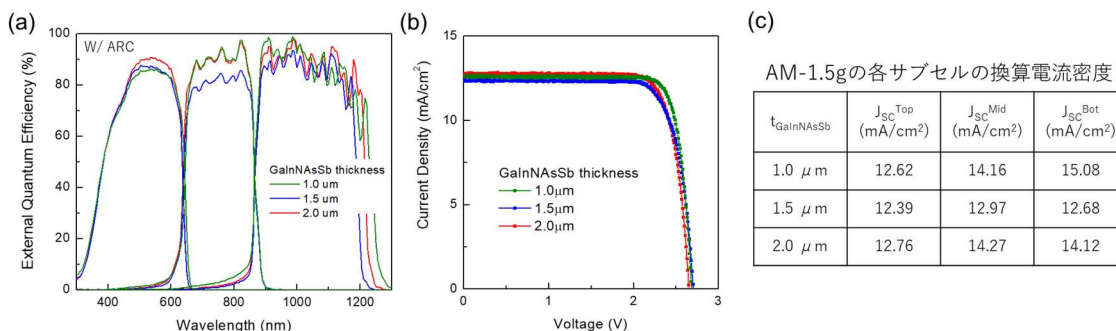 (a)
W/ ARC
External Quantum Efficiency (%)
100
80
60
40
20
0
GaInNAsSb thickness
1.0 um
1.5 um
2.0 um
400 600 800 1000 1200
Wavelength (nm)
(b)
Current Density (mA/cm2)
15
10
5
0
GaInNAsSb thickness
1.0μm
1.5μm
2.0μm
0 1 2 3
Voltage (V)
(c)
AM-1.5gの各サブセルの換算電流密度
tGaInNAsSb JSCTop (mA/cm2) JSCMid (mA/cm2) JSCBot (mA/cm2)
1.0 μm 12.62 14.16 15.08
1.5 μm 12.39 12.97 12.68
2.0 μm 12.76 14.27 14.12